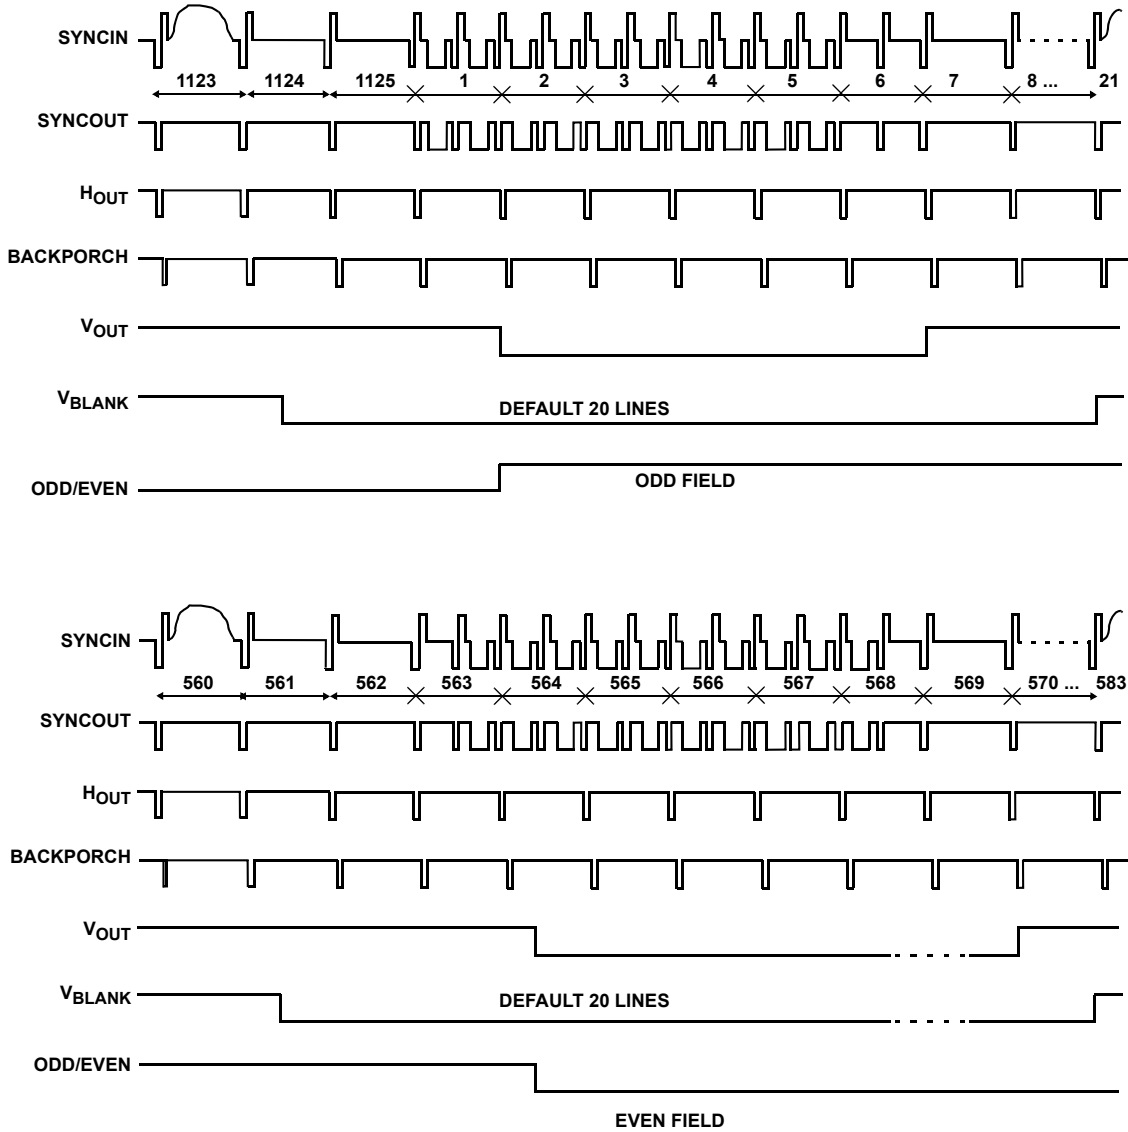 SYNCIN
1123 1124 1125 1 2 3 4 5 6 7 8 ... 21
SYNCOUT
HOUT
BACKPORCH
VOUT
VBLANK
DEFAULT 20 LINES
ODD/EVEN
ODD FIELD
SYNCIN
560 561 562 563 564 565 566 567 568 569 570 ... 583
SYNCOUT
HOUT
BACKPORCH
VOUT
VBLANK
DEFAULT 20 LINES
ODD/EVEN
EVEN FIELD